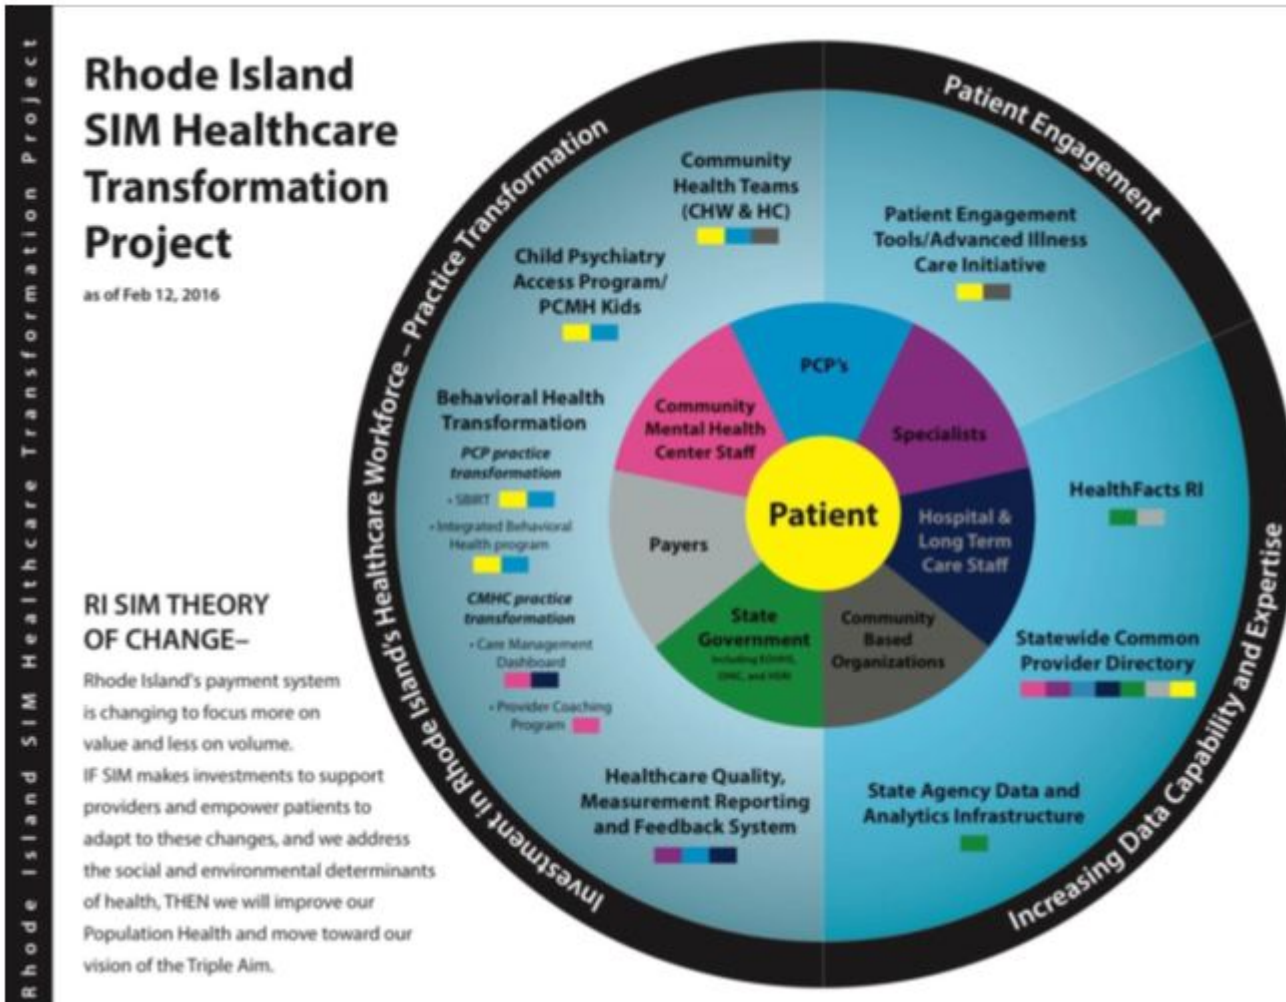 Rhode Island SIM Healthcare Transformation Project
Rhode Island
SIM Healthcare
Transformation
Project
as of Feb 12, 2016
RI SIM THEORY
OF CHANGE–
Rhode Island's payment system
is changing to focus more on
value and less on volume.
IF SIM makes investments to support
providers and empower patients to
adapt to these changes, and we address
the social and environmental determinants
of health, THEN we will improve our
Population Health and move toward our
vision of the Triple Aim.
Investment in Rhode Island's Healthcare Workforce – Practice Transformation
Community
Health Teams
(CHW & HC)
Child Psychiatry
Access Program/
PCMH Kids
Behavioral Health
Transformation
PCP practice
transformation
• SBIRT
• Integrated Behavioral
Health program
CMHC practice
transformation
• Care Management
Dashboard
• Provider Coaching
Program
Healthcare Quality,
Measurement Reporting
and Feedback System
Patient Engagement
Patient Engagement
Tools/Advanced Illness
Care Initiative
Increasing Data Capability and Expertise
HealthFacts RI
Statewide Common
Provider Directory
State Agency Data and
Analytics Infrastructure
PCP's
Specialists
Hospital &
Long Term
Care Staff
Community
Based
Organizations
State
Government
including EOHHS,
OHIC, and
Payers
Community
Mental Health
Center Staff
Patient